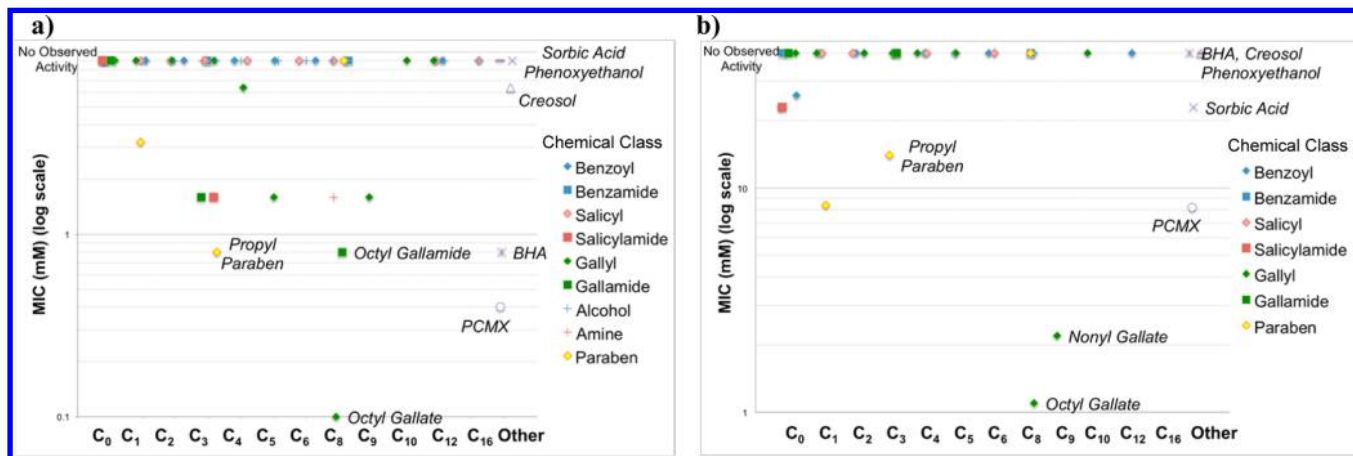 a)
No Observed
Activity
Sorbic Acid
Phenoxyethanol
Creosol
MIC (mM) (log scale)
1
0.1
Propyl
Paraben
Octyl Gallamide
BHA
PCMX
Octyl Gallate
Chemical Class
Benzoyl
Benzamide
Salicyl
Salicylamide
Gallyl
Gallamide
Alcohol
Amine
Paraben
C0 C1 C2 C3 C4 C5 C6 C8 C9 C10 C12 C16 Other
b)
No Observed
Activity
BHA, Creosol
Phenoxyethanol
Sorbic Acid
MIC (mM) (log scale)
10
1
Propyl
Paraben
PCMX
Nonyl Gallate
Octyl Gallate
Chemical Class
Benzoyl
Benzamide
Salicyl
Salicylamide
Gallyl
Gallamide
Paraben
C0 C1 C2 C3 C4 C5 C6 C8 C9 C10 C12 C16 Other